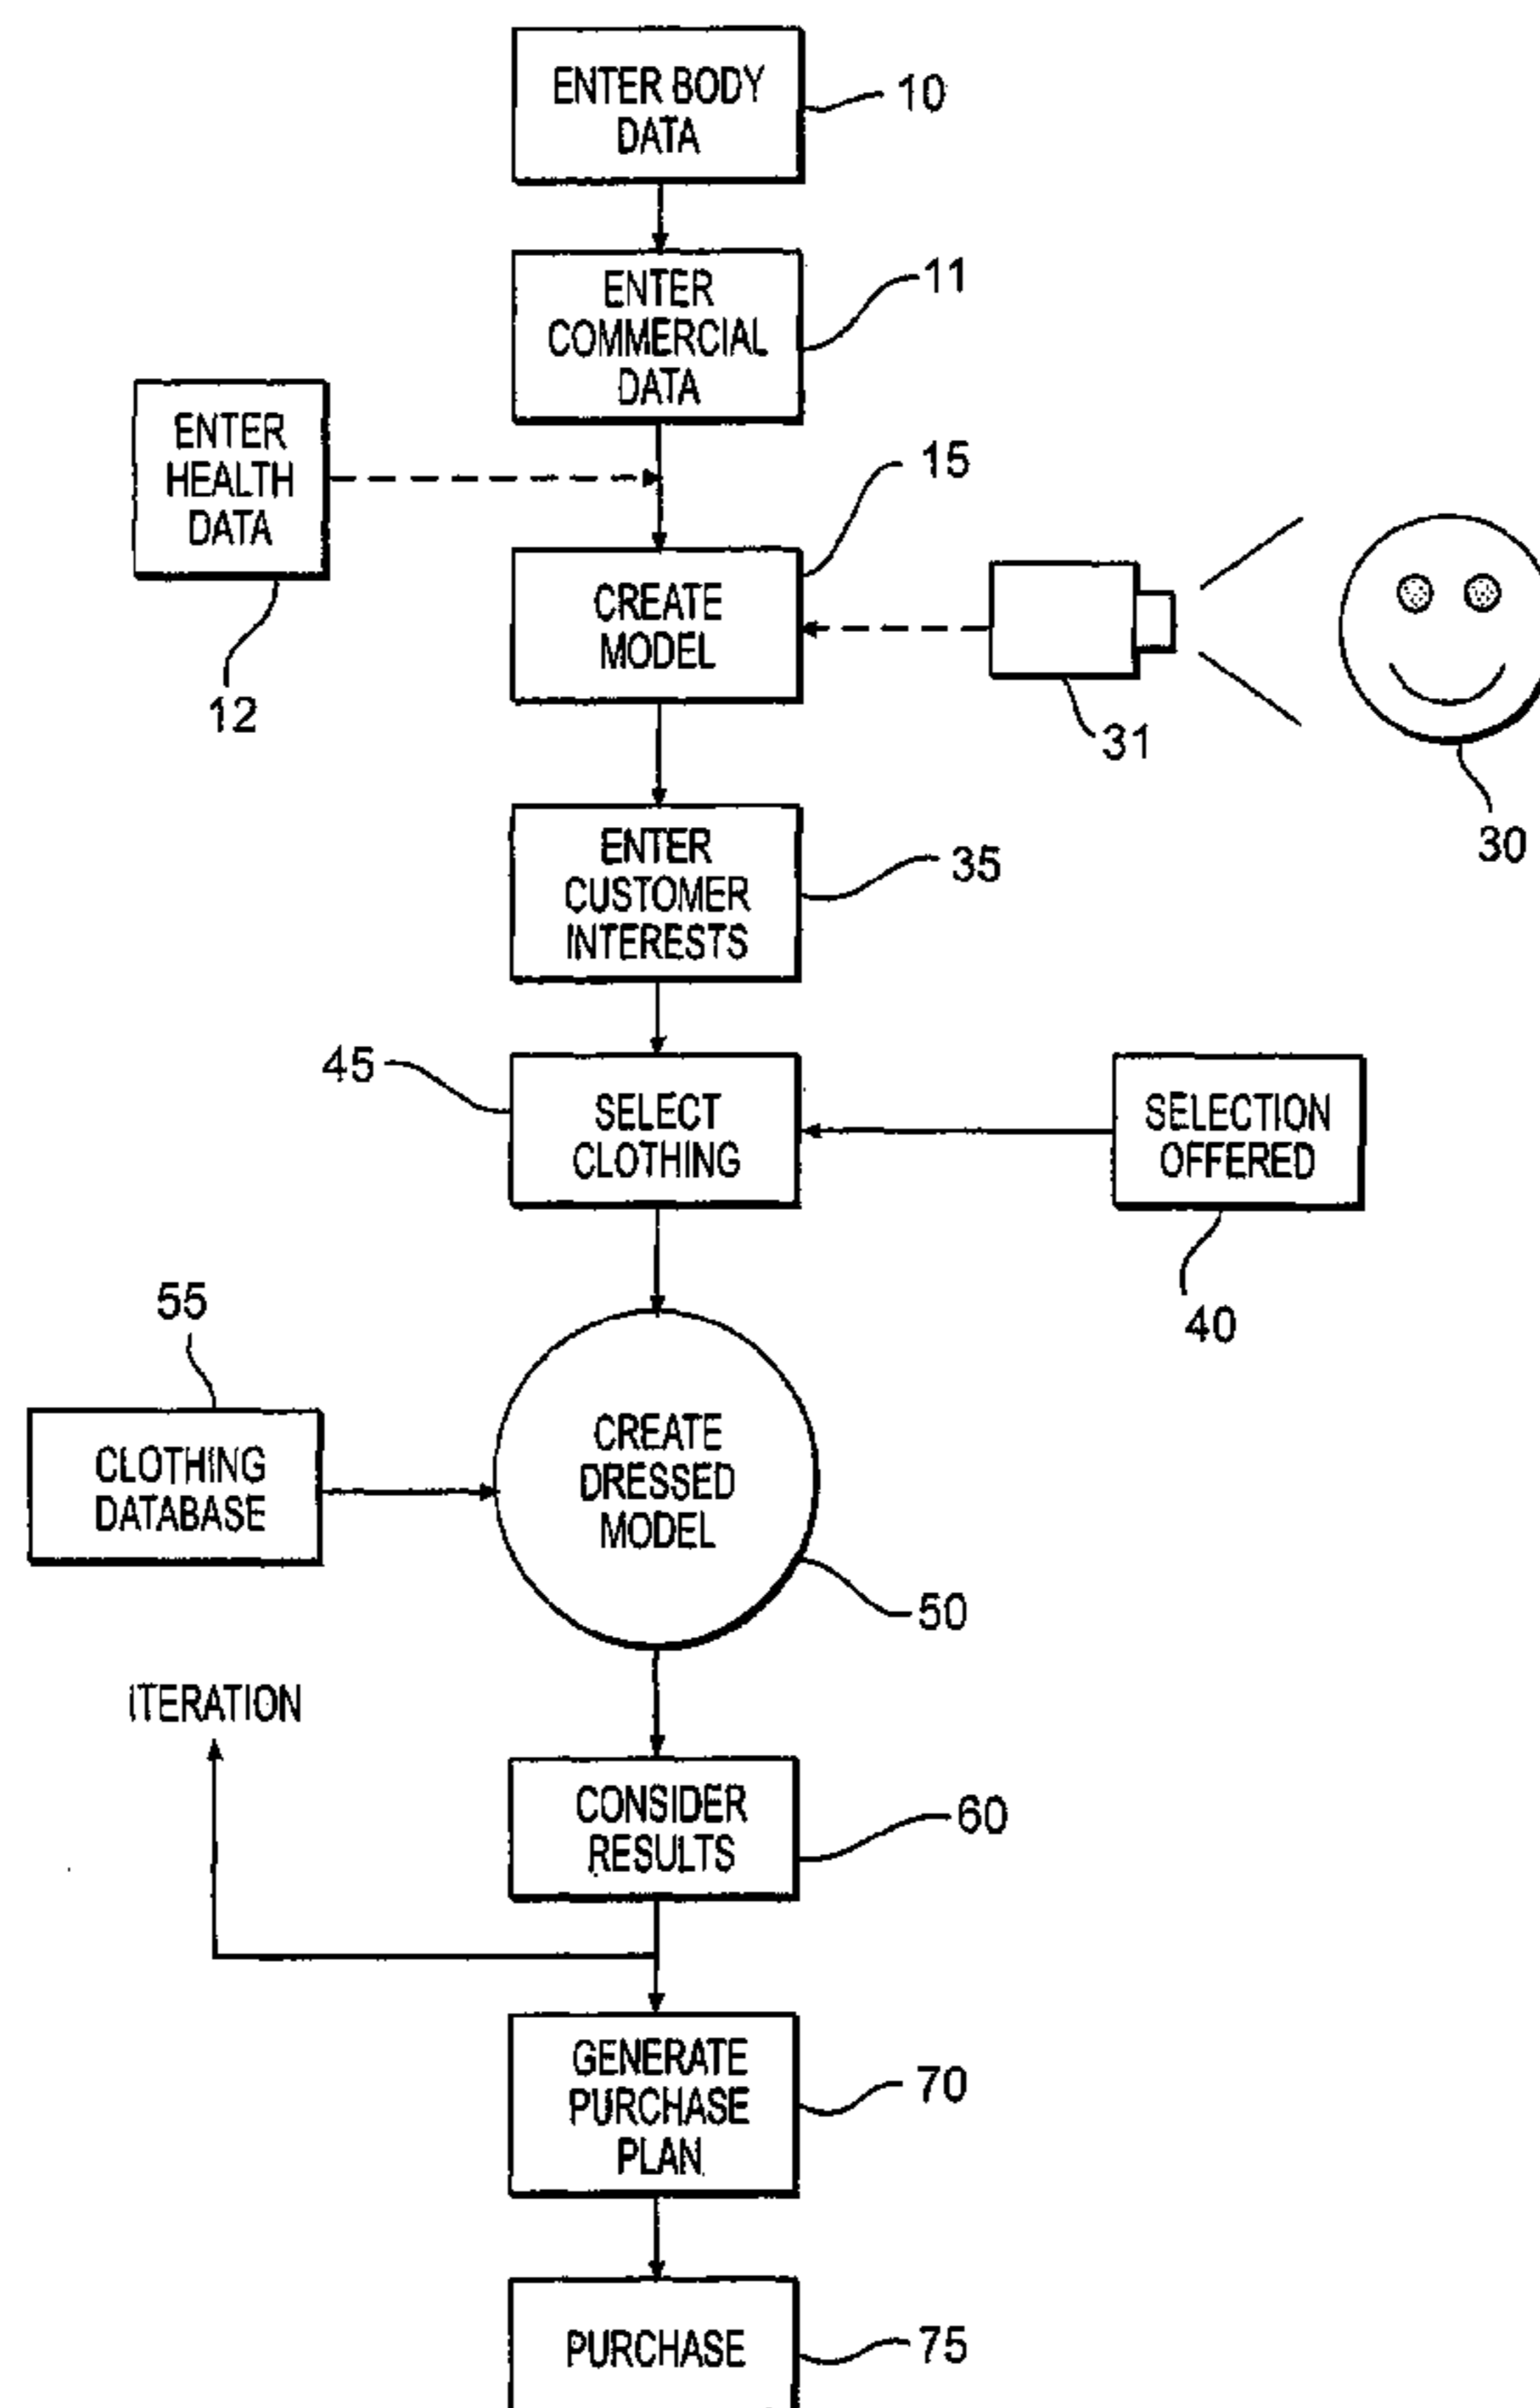 ENTER BODY
DATA
10
ENTER
COMMERCIAL
DATA
11
ENTER
HEALTH
DATA
12
CREATE
MODEL
15
31
30
ENTER
CUSTOMER
INTERESTS
35
45
SELECT
CLOTHING
SELECTION
OFFERED
40
55
CLOTHING
DATABASE
CREATE
DRESSED
MODEL
50
ITERATION
CONSIDER
RESULTS
60
GENERATE
PURCHASE
PLAN
70
PURCHASE
75